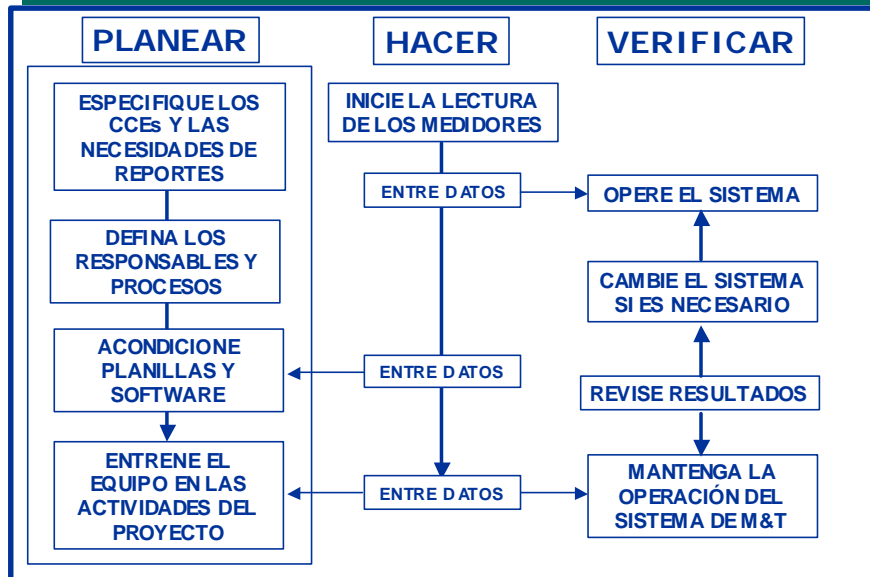 PLANEAR
HACER
VERIFICAR
ESPECIFIQUE LOS
CCEs Y LAS
NECESIDADES DE
REPORTES
DEFINA LOS
RESPONSABLES Y
PROCESOS
ACONDICIONE
PLANILLAS Y
SOFTWARE
ENTRENE EL
EQUIPO EN LAS
ACTIVIDADES DEL
PROYECTO
INICIE LA LECTURA
DE LOS MEDIDORES
ENTRE DATOS
ENTRE DATOS
ENTRE DATOS
OPERE EL SISTEMA
CAMBIE EL SISTEMA
SI ES NECESARIO
REVISE RESULTADOS
MANTENGA LA
OPERACIÓN DEL
SISTEMA DE M&T